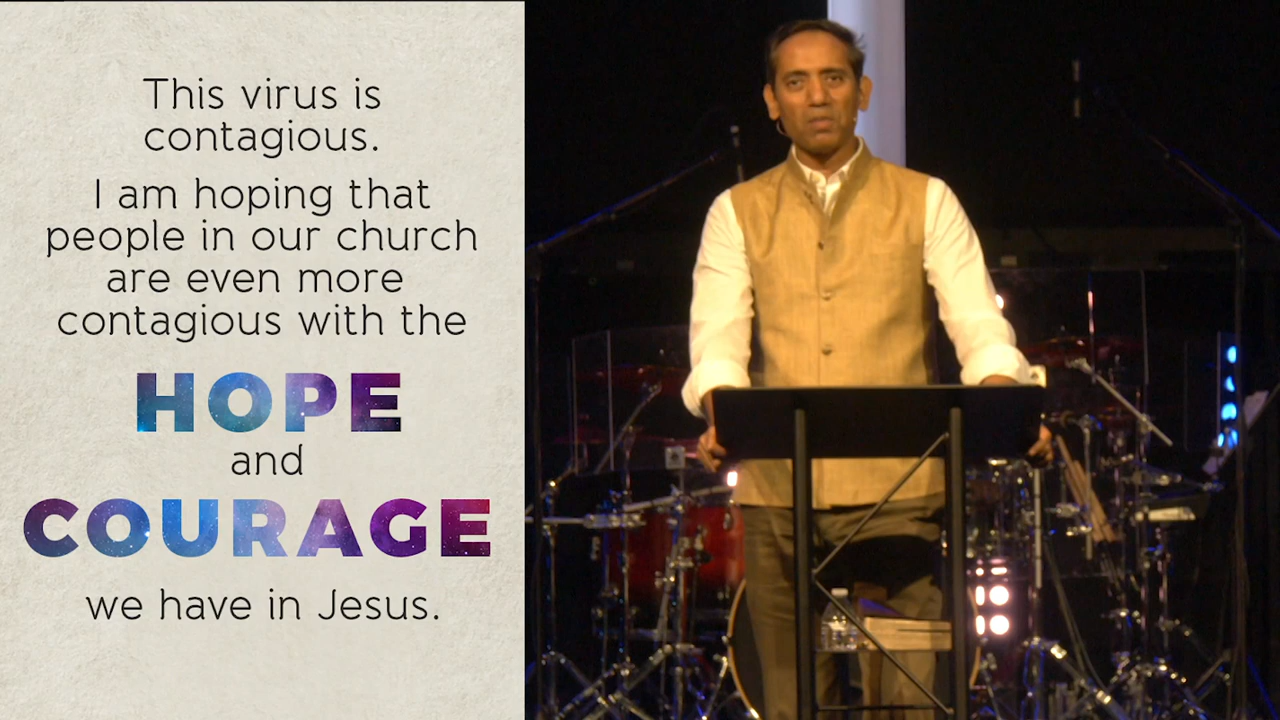 This virus is
contagious.
I am hoping that
people in our church
are even more
contagious with the
HOPE
and
COURAGE
we have in Jesus.